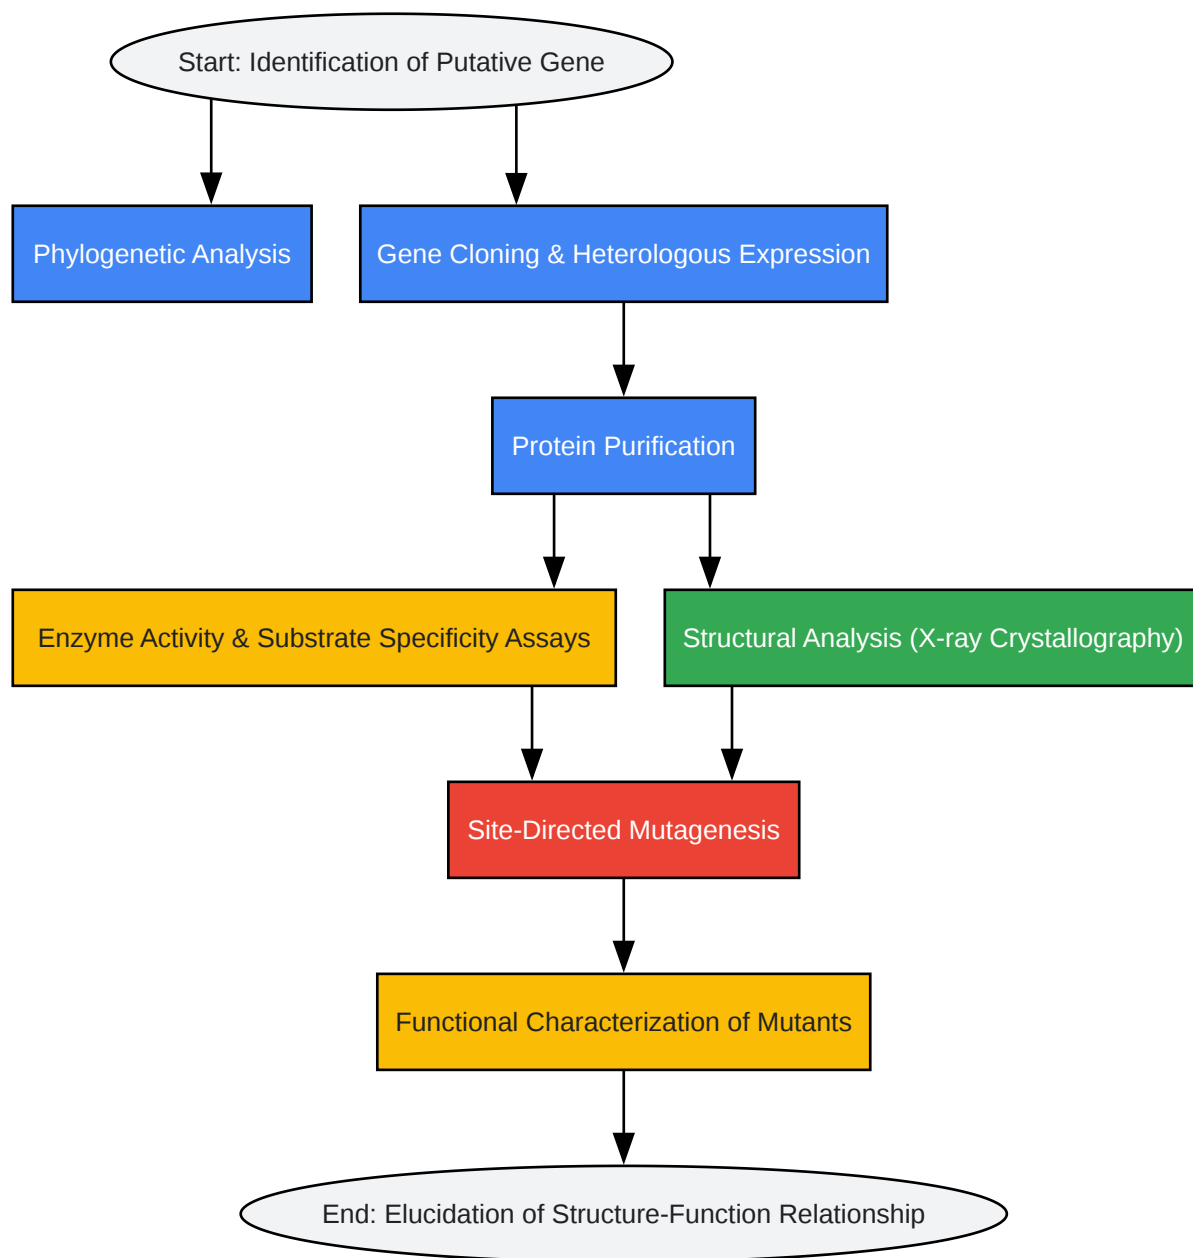 Start: Identification of Putative Gene
Phylogenetic Analysis
Gene Cloning & Heterologous Expression
Protein Purification
Enzyme Activity & Substrate Specificity Assays
Structural Analysis (X-ray Crystallography)
Site-Directed Mutagenesis
Functional Characterization of Mutants
End: Elucidation of Structure-Function Relationship